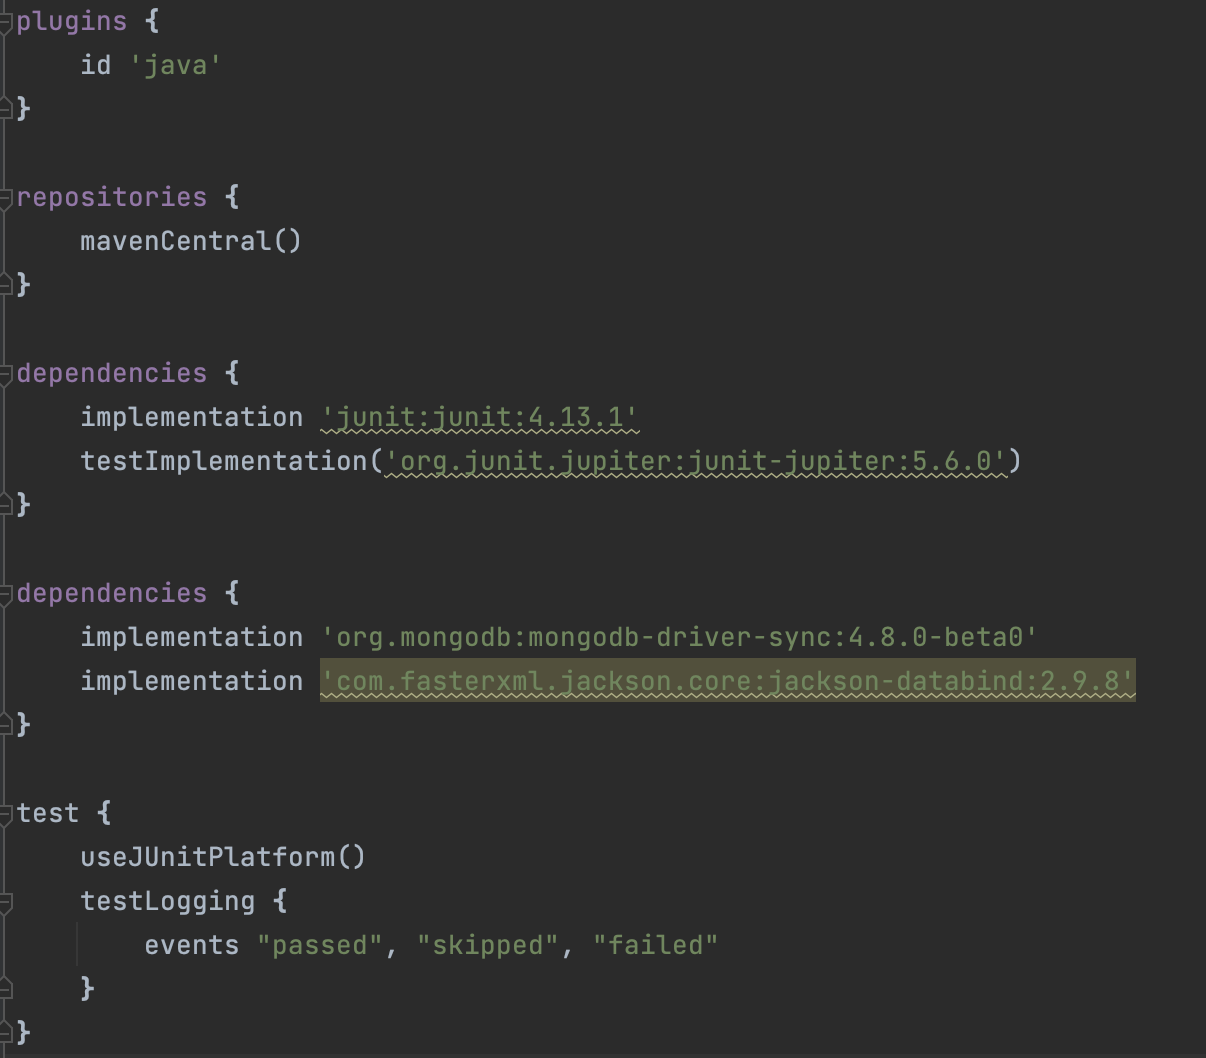 plugins {
    id 'java'
}

repositories {
    mavenCentral()
}

dependencies {
    implementation 'junit:junit:4.13.1'
    testImplementation('org.junit.jupiter:junit-jupiter:5.6.0')
}

dependencies {
    implementation 'org.mongodb:mongodb-driver-sync:4.8.0-beta0'
    implementation 'com.fasterxml.jackson.core:jackson-databind:2.9.8'
}

test {
    useJUnitPlatform()
    testLogging {
        events "passed", "skipped", "failed"
    }
}